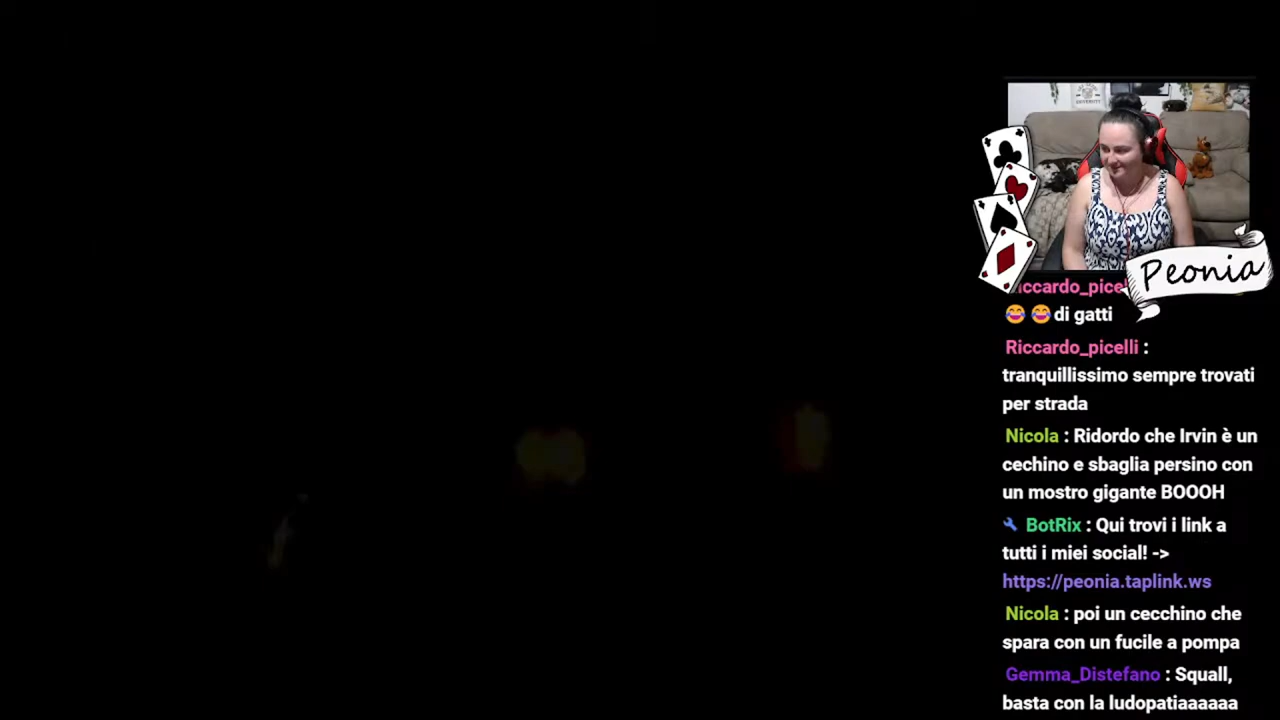 UNIVERSITY
Peonia
😂 😂 di gatti
Riccardo_picelli :
tranquillissimo sempre trovati
per strada
Nicola : Ridordo che Irvin è un
cechino e sbaglia persino con
un mostro gigante BOOOH
BotRix : Qui trovi i link a
tutti i miei social! ->
https://peonia.taplink.ws
Nicola : poi un cecchino che
spara con un fucile a pompa
Gemma_Distefano : Squall,
basta con la ludopatiaaaaaa